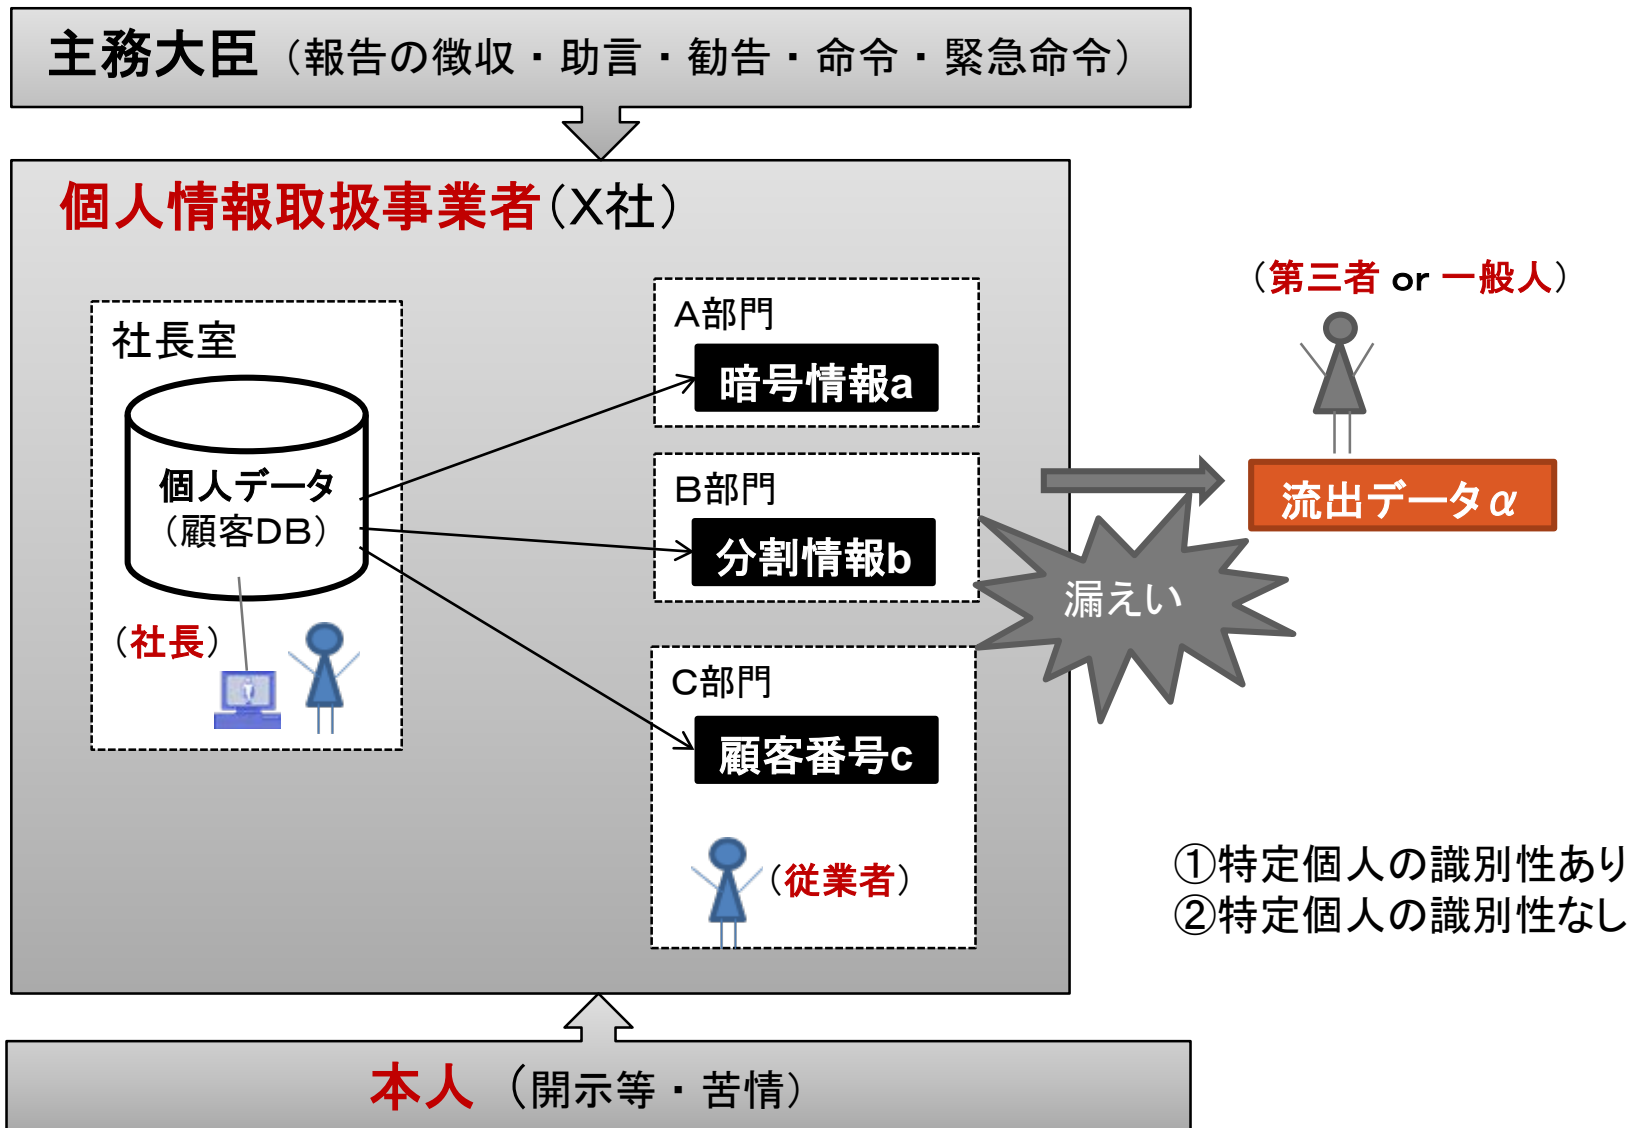 主務大臣（報告の徴収・助言・勧告・命令・緊急命令）
個人情報取扱事業者（X社）
社長室
個人データ
（顧客DB）
（社長）
A部門
暗号情報a
B部門
分割情報b
C部門
顧客番号c
（従業者）
漏えい
（第三者 or 一般人）
流出データα
①特定個人の識別性あり
②特定個人の識別性なし
本人（開示等・苦情）